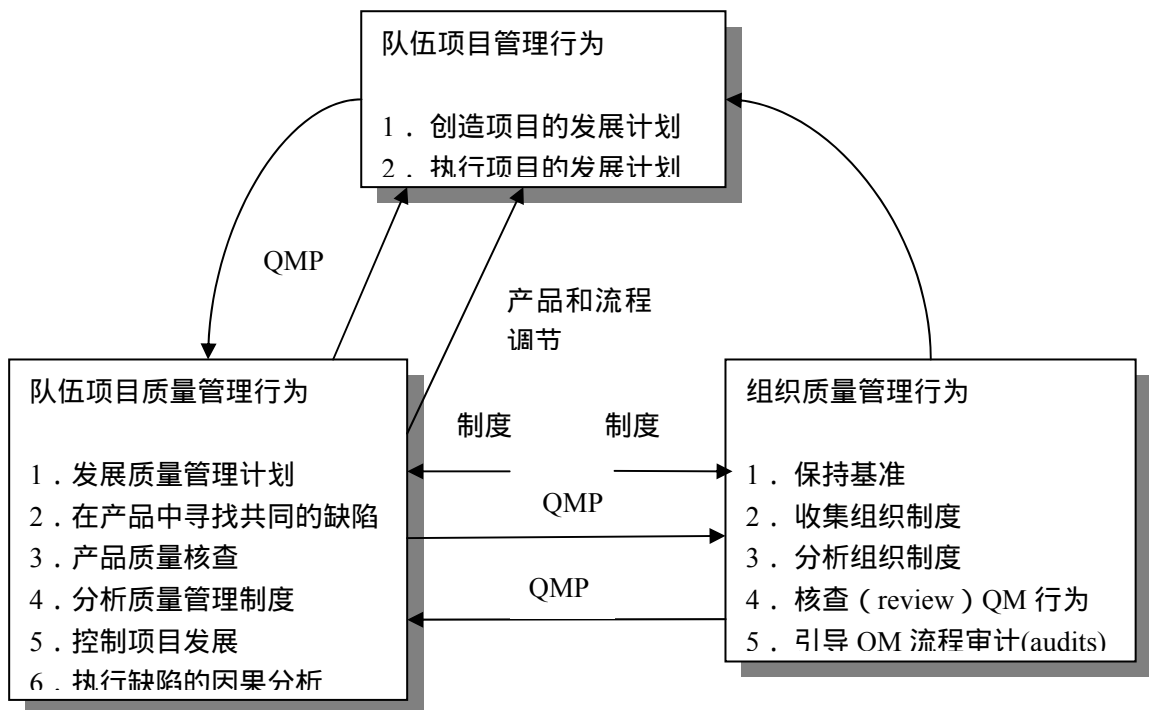 队伍项目管理行为
1．创造项目的发展计划
2．执行项目的发展计划
QMP
产品和流程
调节
队伍项目质量管理行为
1．发展质量管理计划
2．在产品中寻找共同的缺陷
3．产品质量核查
4．分析质量管理制度
5．控制项目发展
6．执行缺陷的因果分析
制度
制度
QMP
QMP
组织质量管理行为
1．保持基准
2．收集组织制度
3．分析组织制度
4．核查（review）QM 行为
5．引导 OM 流程审计(audits)